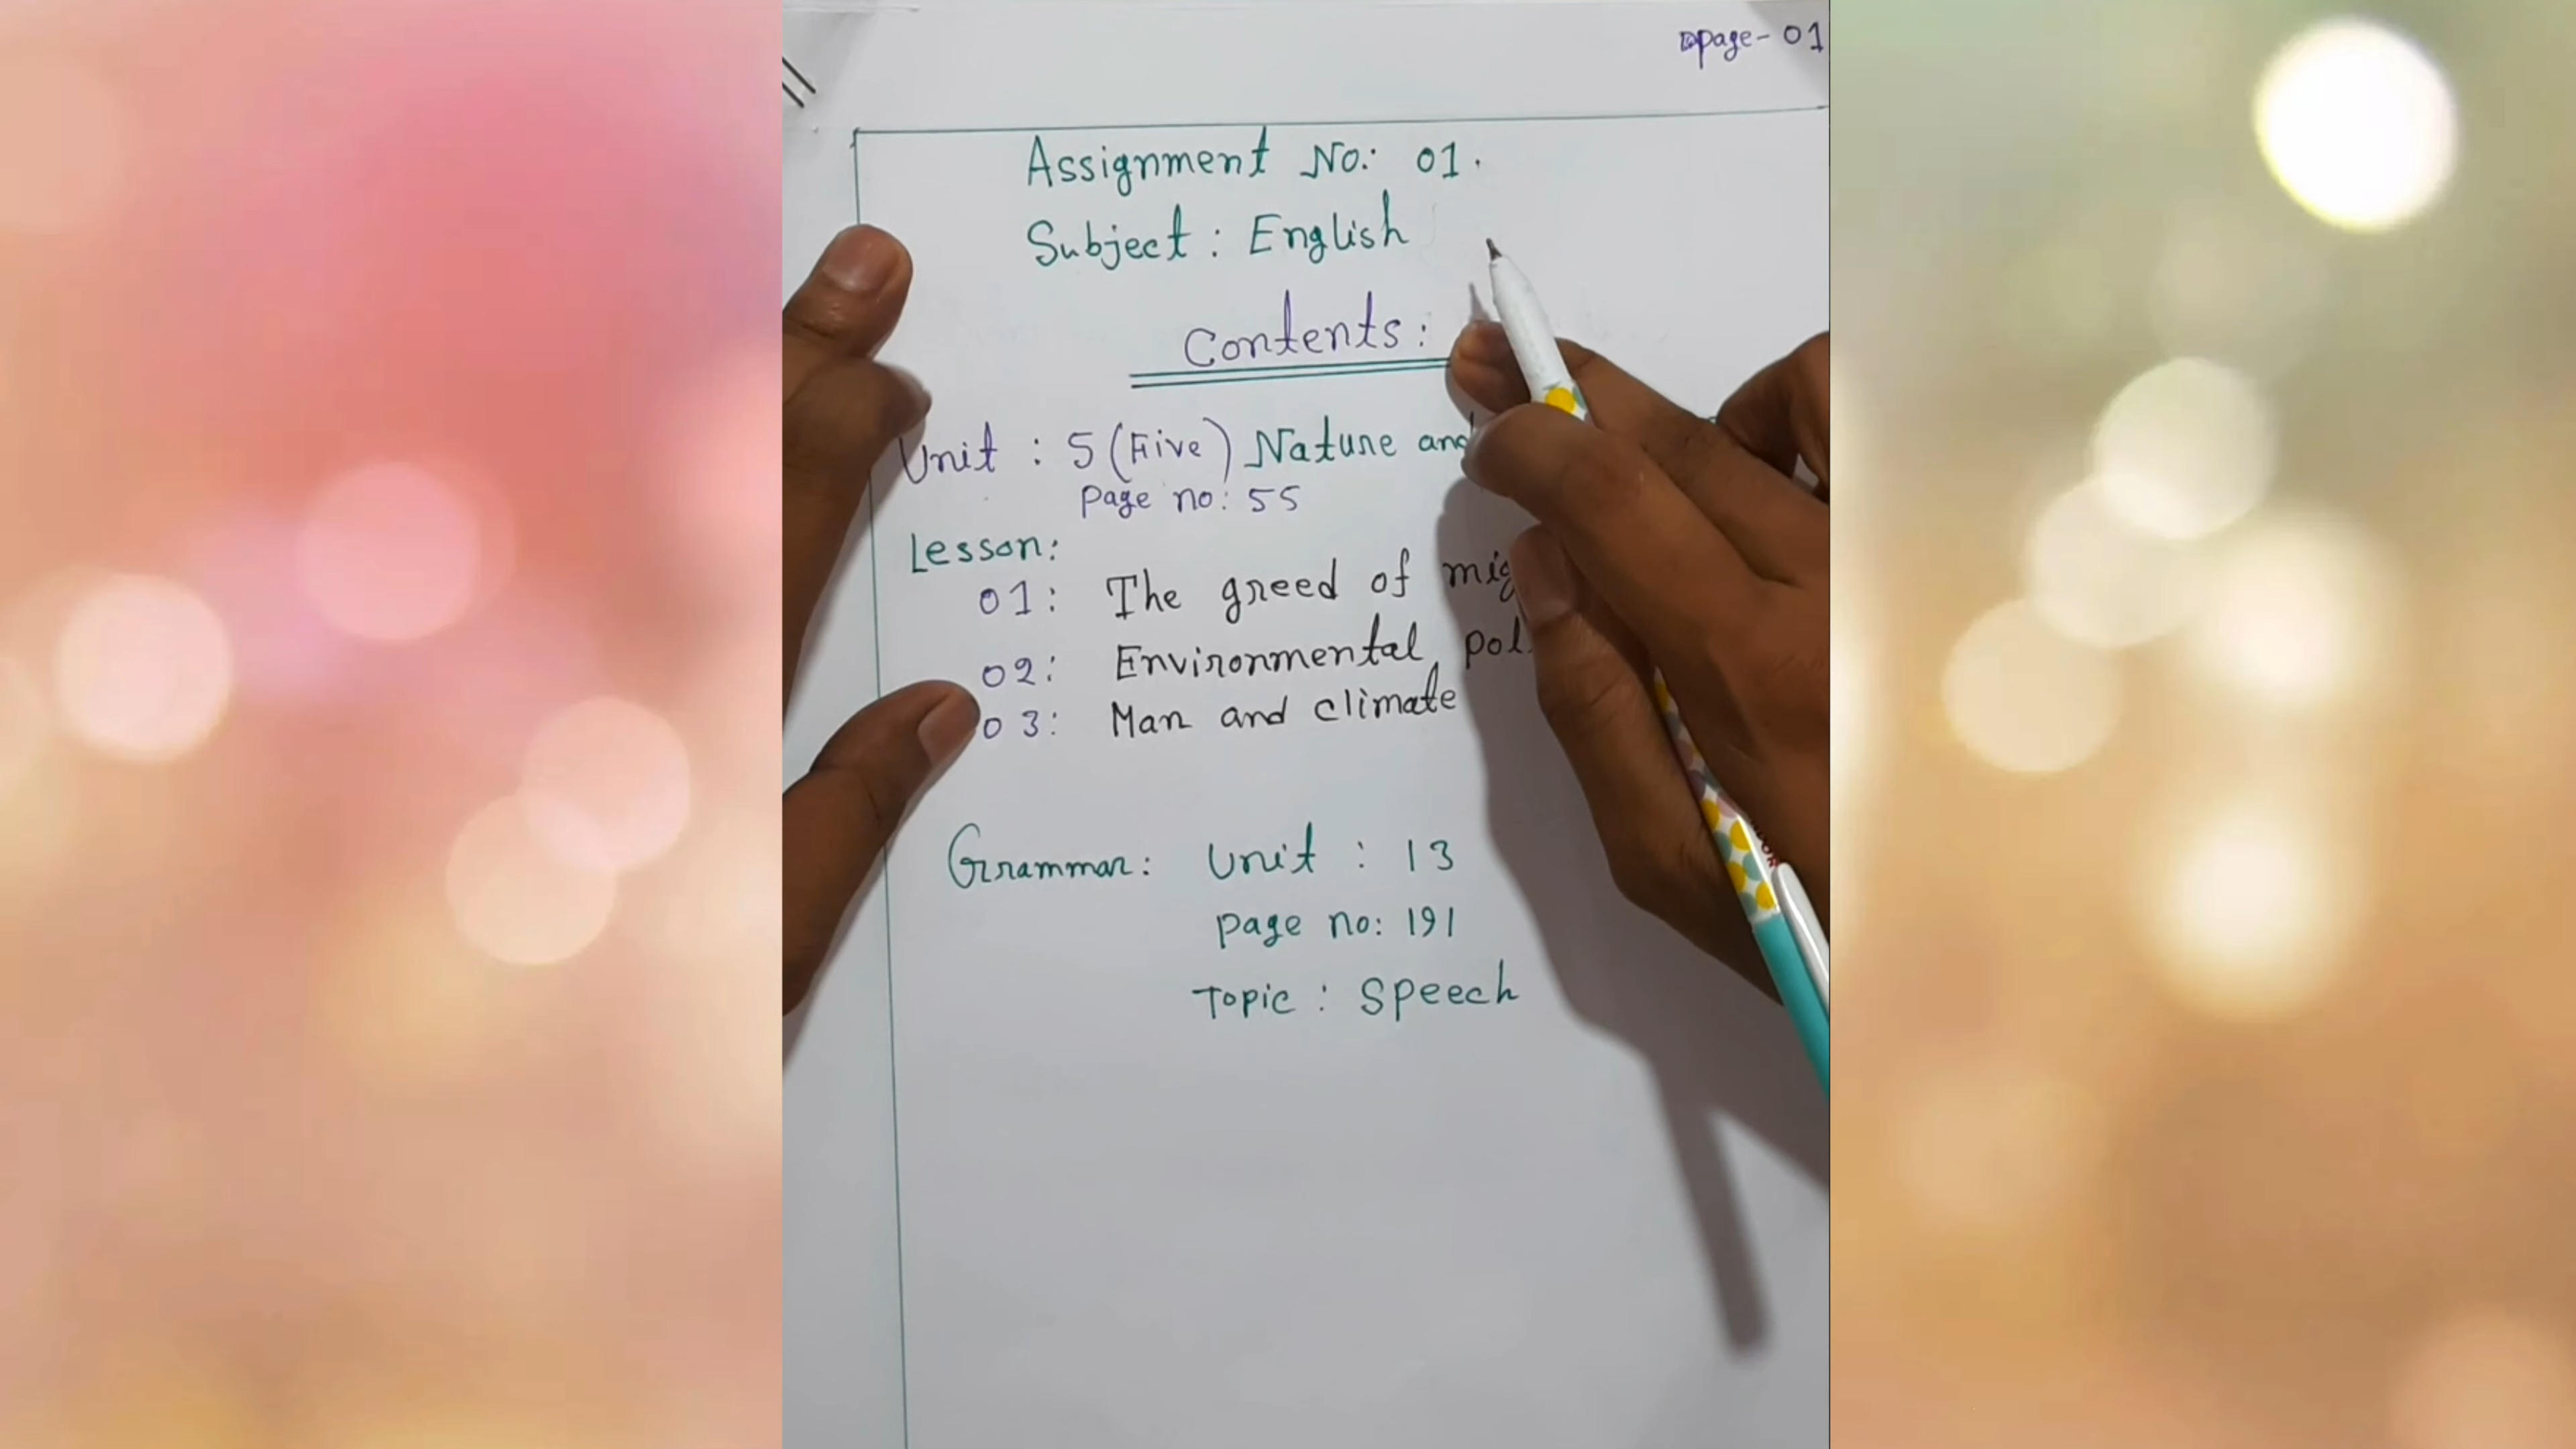 page- 01
Assignment No: 01.
Subject : English
Contents:
Unit : 5 (Five) Nature and
Page no: 55
Lesson:
01: The greed of
02: Environmental
03: Man and climate
Grammar: Unit : 13
page no: 191
Topic : Speech